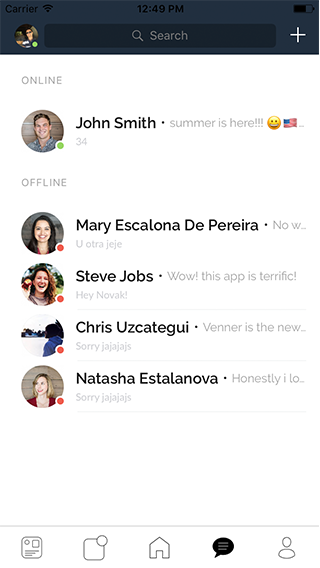 Carrier 12:49 PM
Search
ONLINE
John Smith • summer is here!!! 😀🇺🇸...
34
OFFLINE
Mary Escalona De Pereira • No w...
U otra jeje
Steve Jobs • Wow! this app is terrific!
Hey Novak!
Chris Uzcategui • Venner is the new...
Sorry jajajajs
Natasha Estalanova • Honestly i lo...
Sorry jajajajs